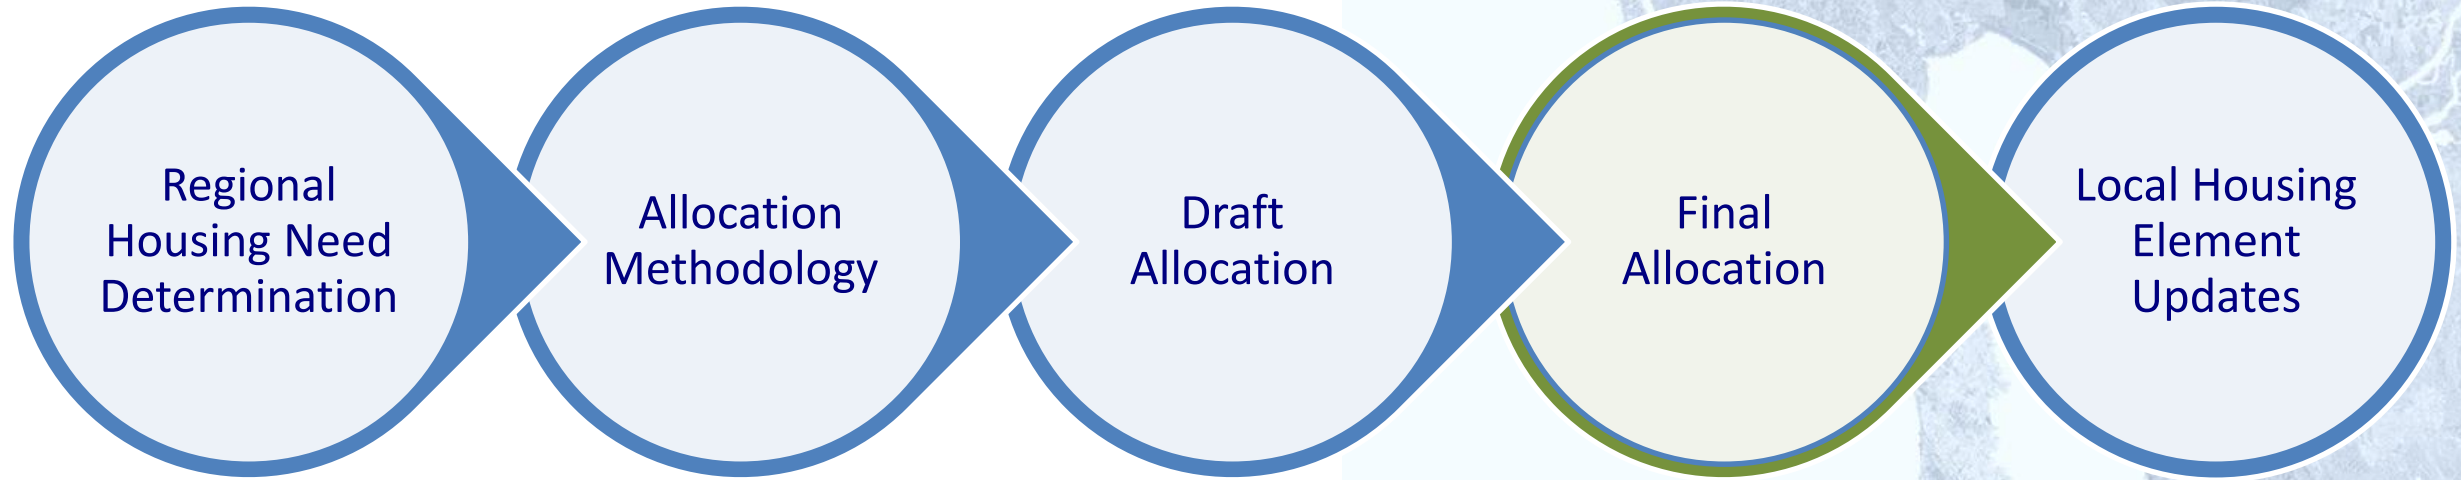 Regional
Housing Need
Determination
Allocation
Methodology
Draft
Allocation
Final
Allocation
Local Housing
Element
Updates